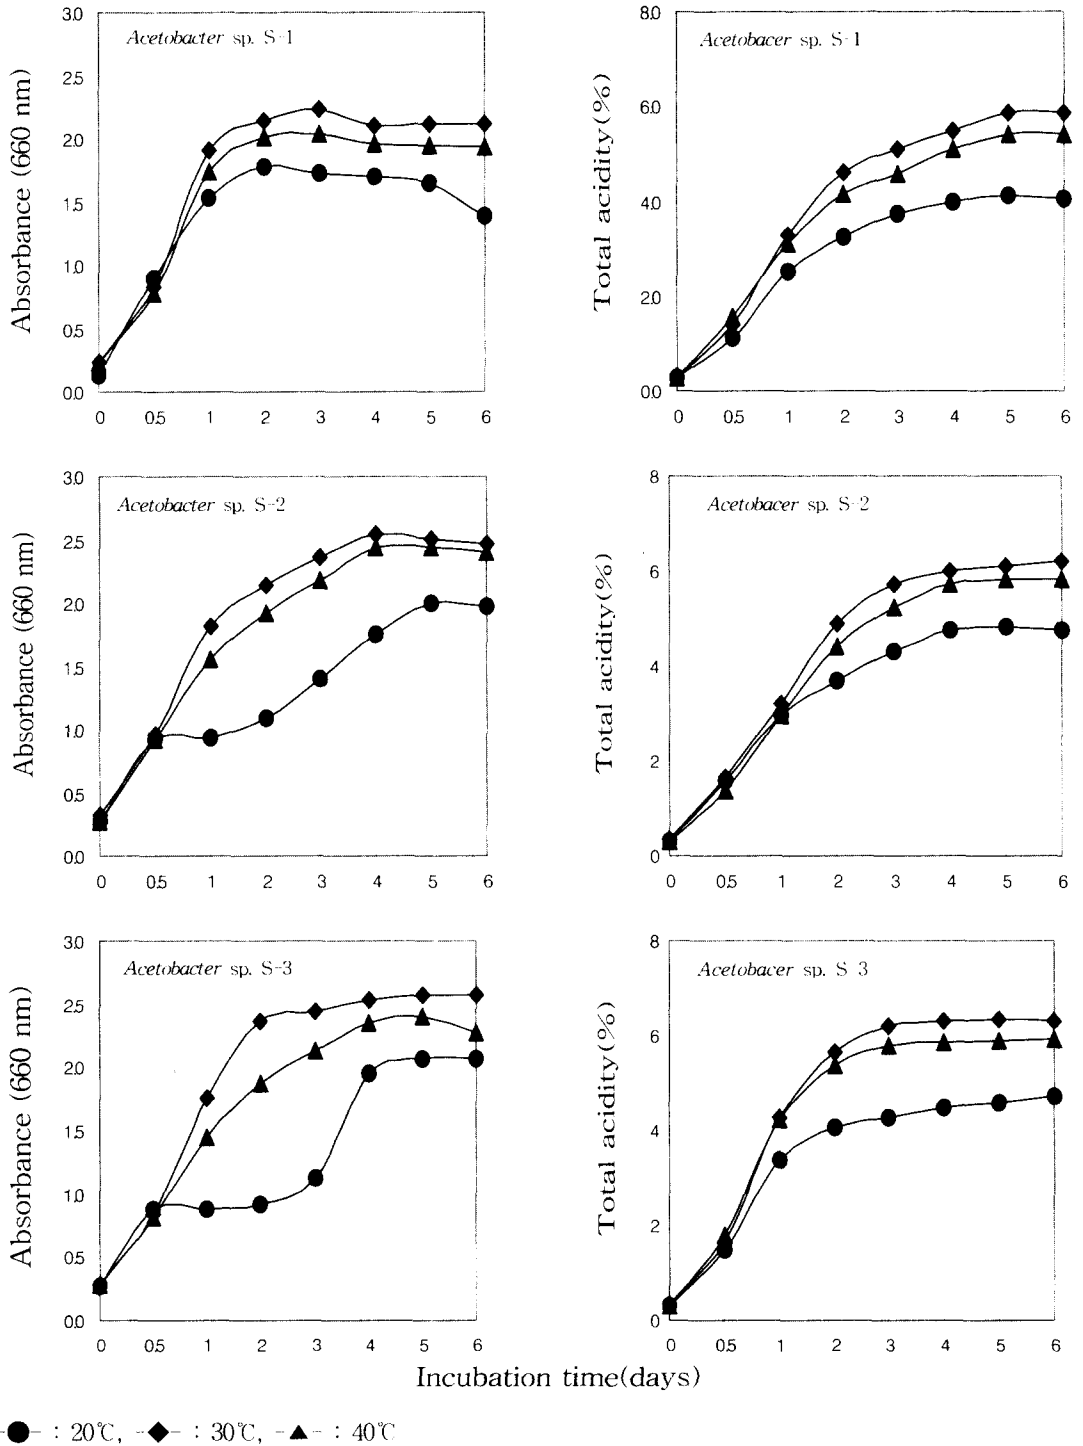 Acetobacter sp. S-1
Absorbance (660 nm)
3.0
2.5
2.0
1.5
1.0
0.5
0.0
0 0.5 1 2 3 4 5 6
Acetobacer sp. S-1
Total acidity(%)
8.0
6.0
4.0
2.0
0.0
0 0.5 1 2 3 4 5 6
Acetobacter sp. S-2
Absorbance (660 nm)
3.0
2.5
2.0
1.5
1.0
0.5
0.0
0 0.5 1 2 3 4 5 6
Acetobacer sp. S-2
Total acidity(%)
8
6
4
2
0
0 0.5 1 2 3 4 5 6
Acetobacter sp. S-3
Absorbance (660 nm)
3.0
2.5
2.0
1.5
1.0
0.5
0.0
0 0.5 1 2 3 4 5 6
Acetobacer sp. S-3
Total acidity(%)
8
6
4
2
0
0 0.5 1 2 3 4 5 6
Incubation time(days)
: 20℃, : 30℃, : 40℃